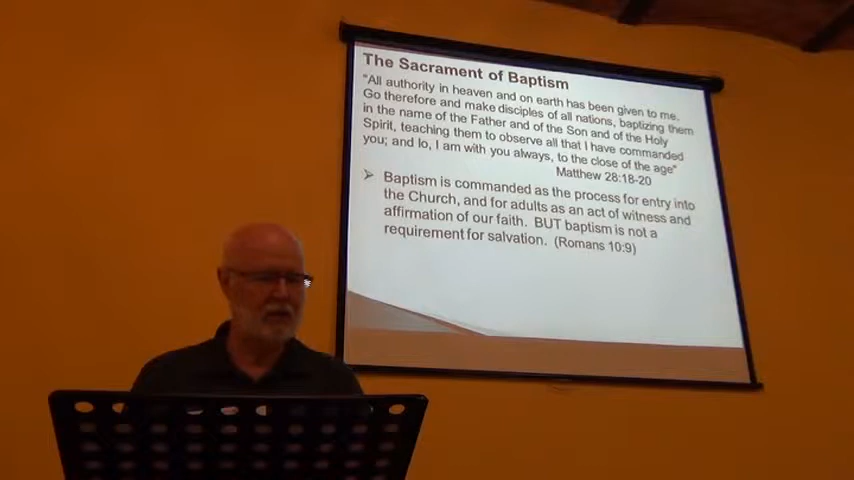 The Sacrament of Baptism
"All authority in heaven and on earth has been given to me.
Go therefore and make disciples of all nations, baptizing them
in the name of the Father and of the Son and of the Holy
Spirit, teaching them to observe all that I have commanded
you; and lo, I am with you always, to the close of the age"
Matthew 28:18-20
➢ Baptism is commanded as the process for entry into
the Church, and for adults as an act of witness and
affirmation of our faith. BUT baptism is not a
requirement for salvation. (Romans 10:9)